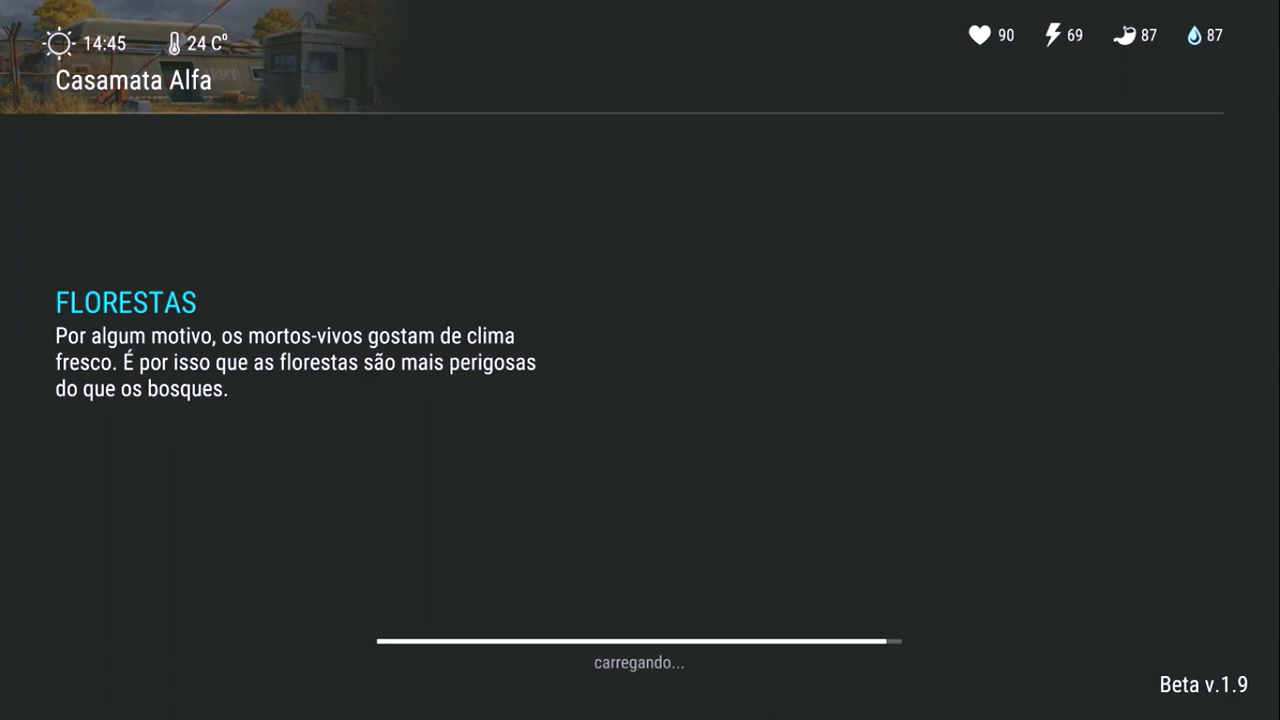 14:45 24 Cº
90 69 87 87
Casamata Alfa
FLORESTAS
Por algum motivo, os mortos-vivos gostam de clima
fresco. É por isso que as florestas são mais perigosas
do que os bosques.
carregando...
Beta v.1.9